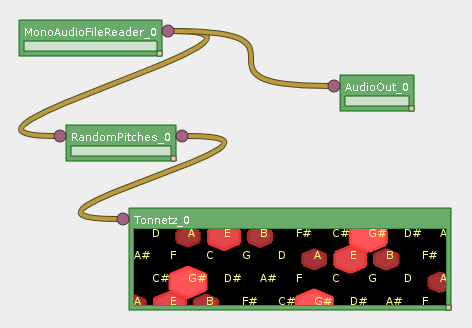 MonoAudioFileReader_0
AudioOut_0
RandomPitches_0
Tonnetz_0
D A E B F# C# G# D# A
A# F C G D A E B F#
C# G# D# A# F C G D A
A E B F# C# G# D# A# F